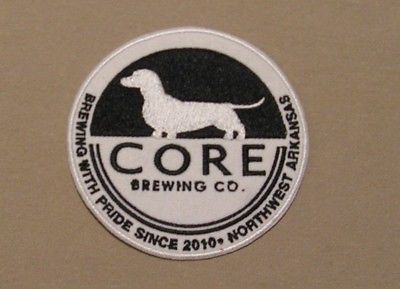 CORE
BREWING CO.
BREWING WITH PRIDE SINCE 2010• NORTHWEST ARKANSAS